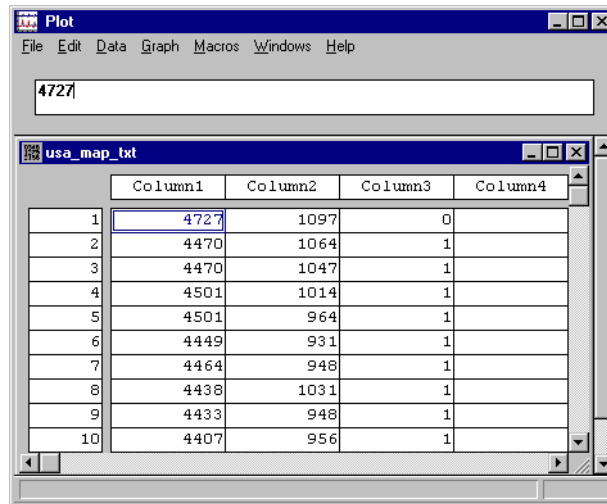 Plot
File Edit Data Graph Macros Windows Help
4727
usa_map_txt
Column1 Column2 Column3 Column4
1 4727 1097 0
2 4470 1064 1
3 4470 1047 1
4 4501 1014 1
5 4501 964 1
6 4449 931 1
7 4464 948 1
8 4438 1031 1
9 4433 948 1
10 4407 956 1